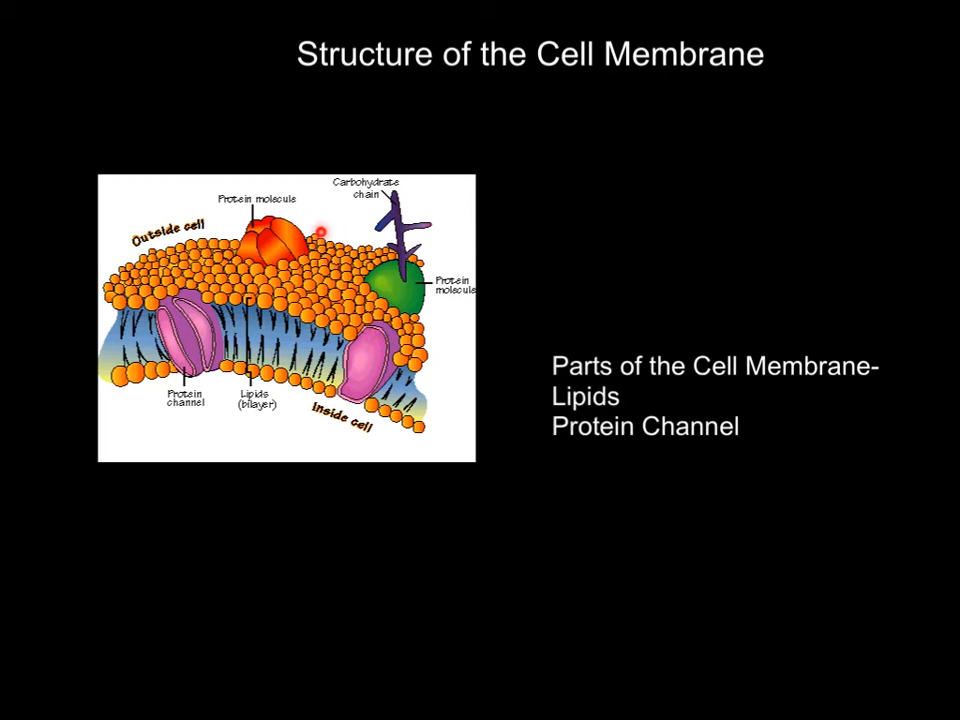 Structure of the Cell Membrane
Carbohydrate
chain
Protein molecule
Outside cell
Protein
molecule
Protein
channel
Lipids
(bilayer)
Inside cell
Parts of the Cell Membrane-
Lipids
Protein Channel